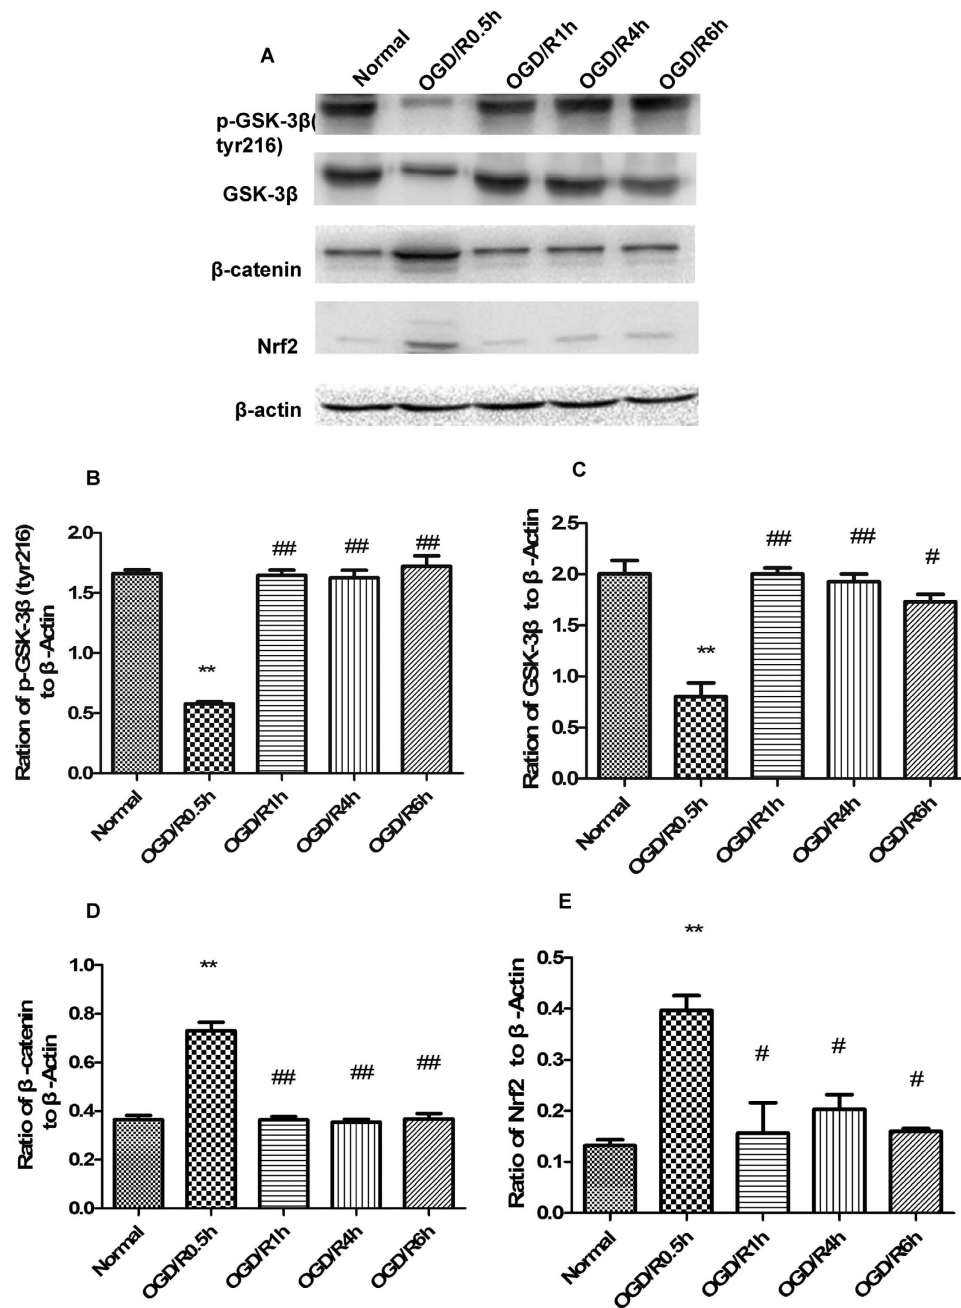 A
Normal
OGD/R0.5h
OGD/R1h
OGD/R4h
OGD/R6h
p-GSK-3β(
tyr216)
GSK-3β
β-catenin
Nrf2
β-actin
B
Ration of p-GSK-3β (tyr216)
to β -Actin
2.0
1.5
1.0
0.5
0.0
**
##
##
##
Normal
OGD/R0.5h
OGD/R1h
OGD/R4h
OGD/R6h
C
Ration of GSK-3β to β -Actin
2.5
2.0
1.5
1.0
0.5
0.0
**
##
##
#
Normal
OGD/R0.5h
OGD/R1h
OGD/R4h
OGD/R6h
D
Ratio of β -catenin
to β -Actin
1.0
0.8
0.6
0.4
0.2
0.0
**
##
##
##
Normal
OGD/R0.5h
OGD/R1h
OGD/R4h
OGD/R6h
E
Ratio of Nrf2 to β -Actin
0.5
0.4
0.3
0.2
0.1
0.0
**
#
#
#
Normal
OGD/R0.5h
OGD/R1h
OGD/R4h
OGD/R6h